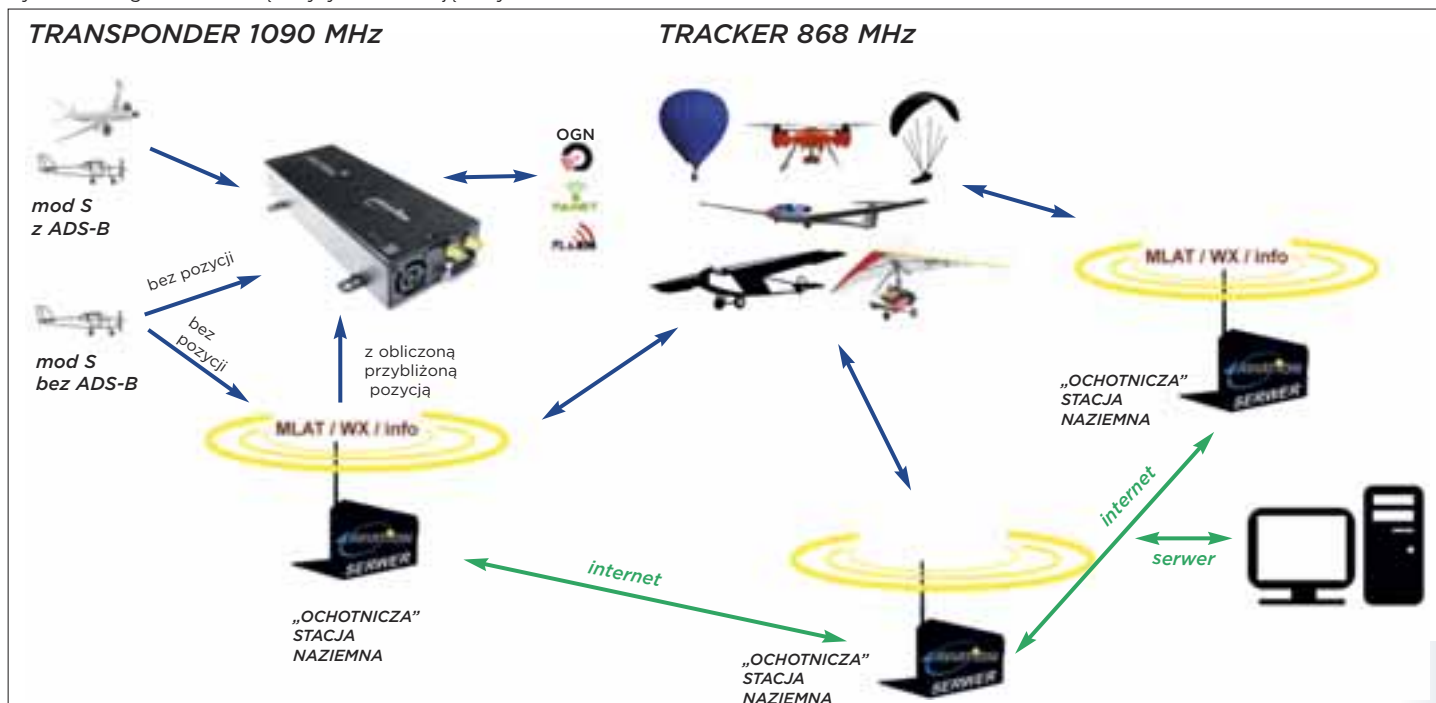 TRANSPONDER 1090 MHz
TRACKER 868 MHz
OGN
mod S
z ADS-B
bez pozycji
bez
pozycji
mod S
bez ADS-B
z obliczoną
przybliżoną
pozycją
MLAT / WX / info
SERWER
„OCHOTNICZA”
STACJA
NAZIEMNA
MLAT / WX / info
SERWER
„OCHOTNICZA”
STACJA
NAZIEMNA
internet
internet
serwer
SERWER
„OCHOTNICZA”
STACJA
NAZIEMNA